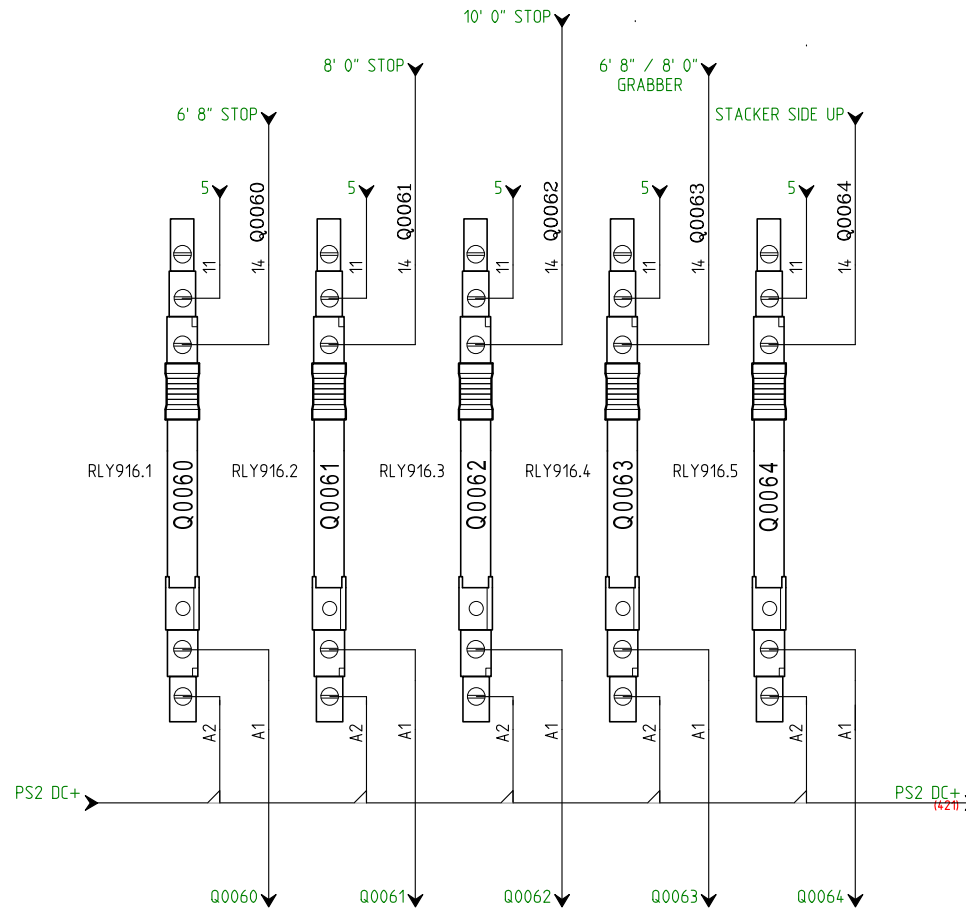 10' 0" STOP
8' 0" STOP
6' 8" / 8' 0"
GRABBER
6' 8" STOP
STACKER SIDE UP
5
5
5
5
5
Q0060
Q0061
Q0062
Q0063
Q0064
11
14
11
14
11
14
11
14
11
14
RLY916.1
Q0060
RLY916.2
Q0061
RLY916.3
Q0062
RLY916.4
Q0063
RLY916.5
Q0064
A2
A1
A2
A1
A2
A1
A2
A1
A2
A1
PS2 DC+
PS2 DC+
(421)
Q0060
Q0061
Q0062
Q0063
Q0064